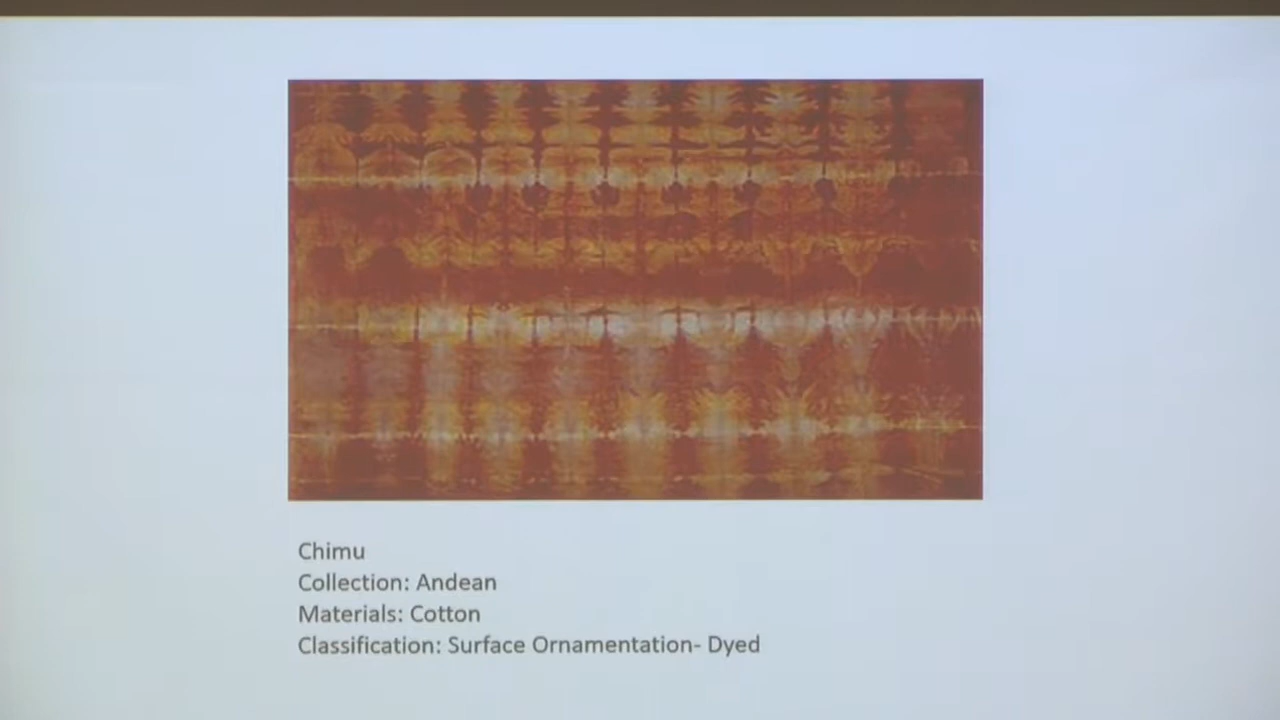 Chimu
Collection: Andean
Materials: Cotton
Classification: Surface Ornamentation- Dyed